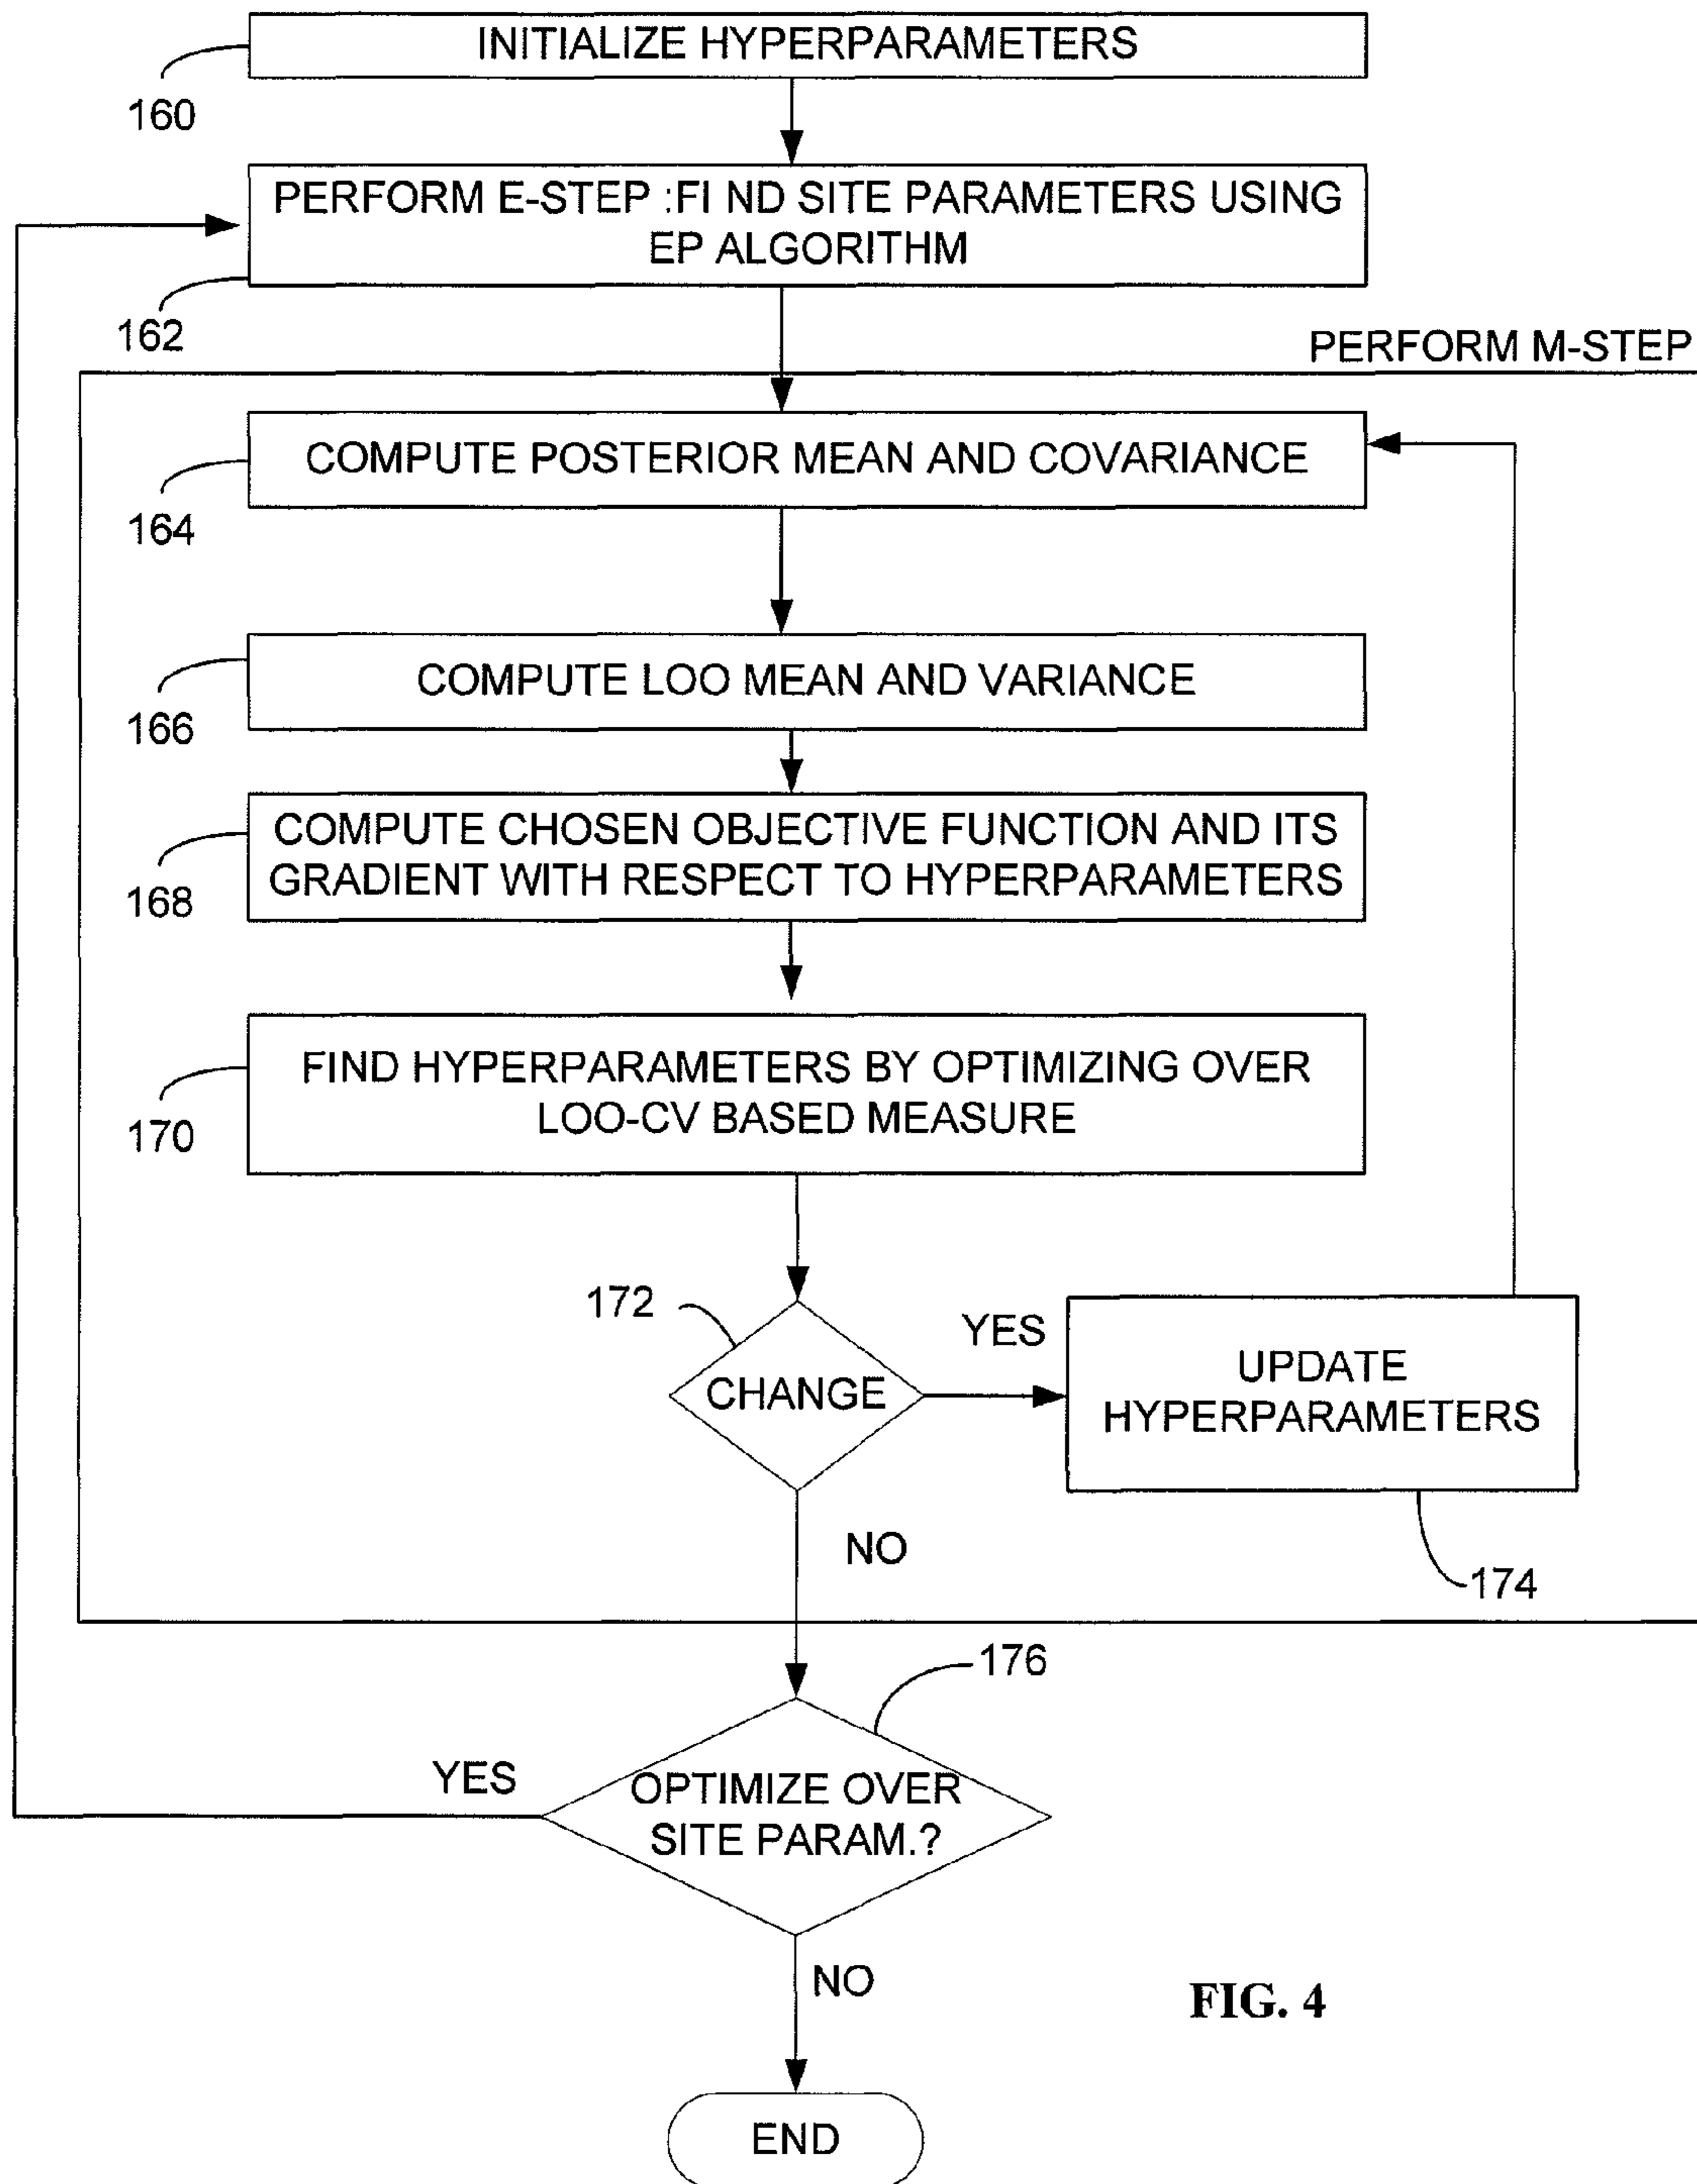 INITIALIZE HYPERPARAMETERS
160
PERFORM E-STEP :FI ND SITE PARAMETERS USING
EP ALGORITHM
162
PERFORM M-STEP
COMPUTE POSTERIOR MEAN AND COVARIANCE
164
COMPUTE LOO MEAN AND VARIANCE
166
COMPUTE CHOSEN OBJECTIVE FUNCTION AND ITS
GRADIENT WITH RESPECT TO HYPERPARAMETERS
168
FIND HYPERPARAMETERS BY OPTIMIZING OVER
LOO-CV BASED MEASURE
170
172
CHANGE
YES
UPDATE
HYPERPARAMETERS
NO
174
176
YES
OPTIMIZE OVER
SITE PARAM.?
NO
FIG. 4
END